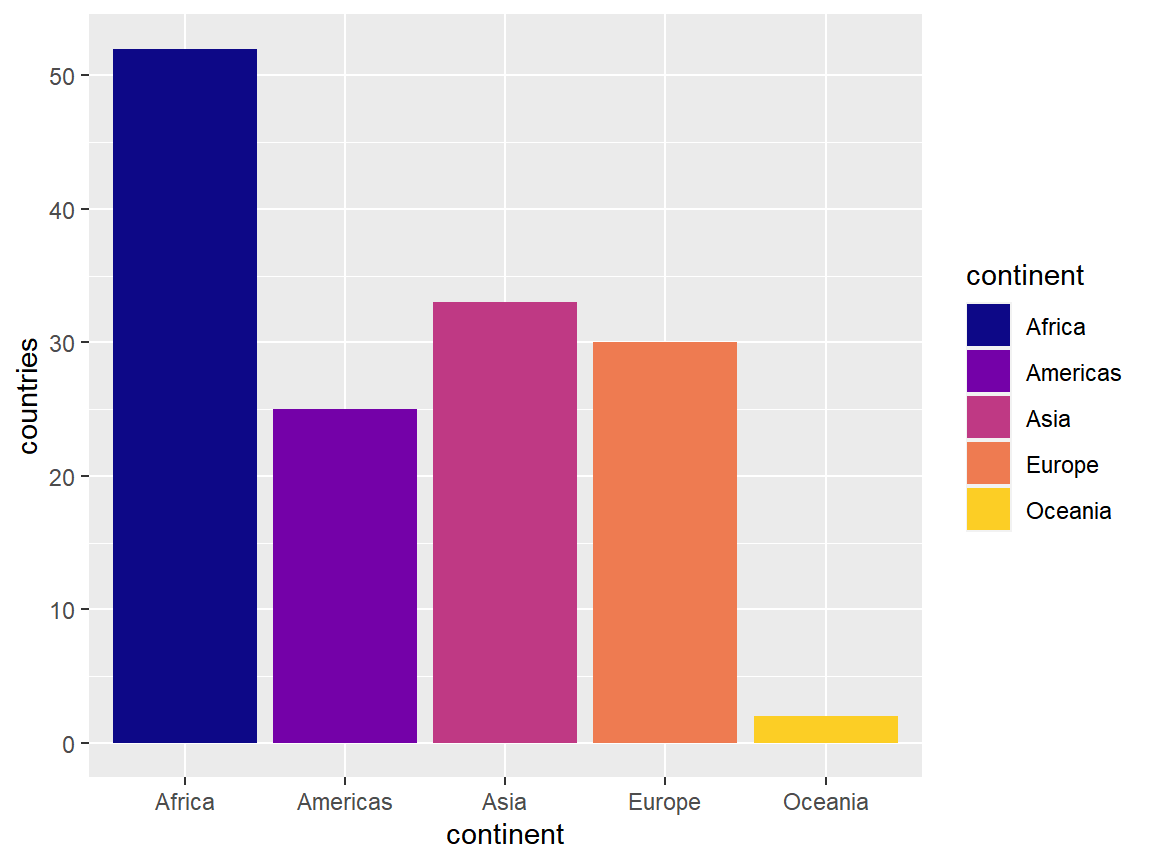 50
40
30
20
10
0
countries
Africa Americas Asia Europe Oceania
continent
continent
Africa
Americas
Asia
Europe
Oceania